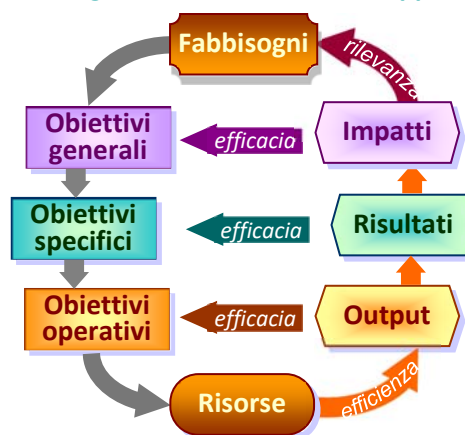 Fabbisogni
rilevanza
Obiettivi
generali
efficacia
Impatti
Obiettivi
specifici
efficacia
Risultati
Obiettivi
operativi
efficacia
Output
Risorse
efficienza